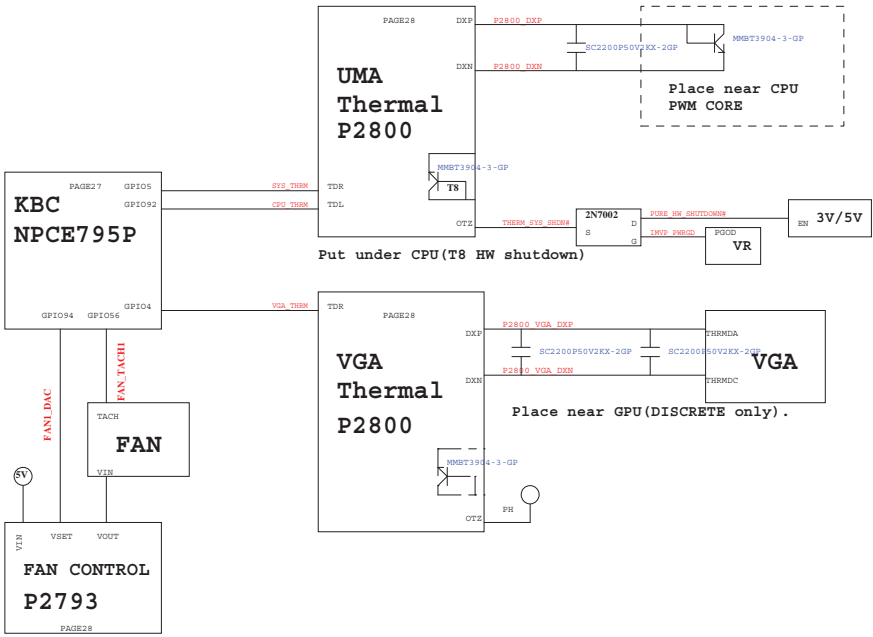 PAGE28
DXP
P2800_DXP
SC2200P50V2KX-2GP
MMBT3904-3-GP
DXN
P2800_DXN
UMA
Thermal
P2800
Place near CPU
PWM CORE
MMBT3904-3-GP
T8
PAGE27
GPIO5
SYS_THRM
TDR
GPIO92
CPU_THRM
TDL
KBC
NPCE795P
OTZ
THERM_SYS_SHDN#
2N7002
S
D
G
PURE_HW_SHUTDOWN#
IMVP_PWRGD
EN
3V/5V
PGOD
VR
Put under CPU(T8 HW shutdown)
GPIO4
VGA_THRM
TDR
PAGE28
GPIO94
GPIO56
DXP
P2800_VGA_DXP
THRMDA
SC2200P50V2KX-2GP
SC2200P50V2KX-2GP
VGA
DXN
P2800_VGA_DXN
THRMDC
VGA
Thermal
P2800
Place near GPU(DISCRETE only).
FAN1_DAC
FAN_TACH1
TACH
FAN
VIN
MMBT3904-3-GP
5V
PH
OTZ
VIN
VSET
VOUT
FAN CONTROL
P2793
PAGE28